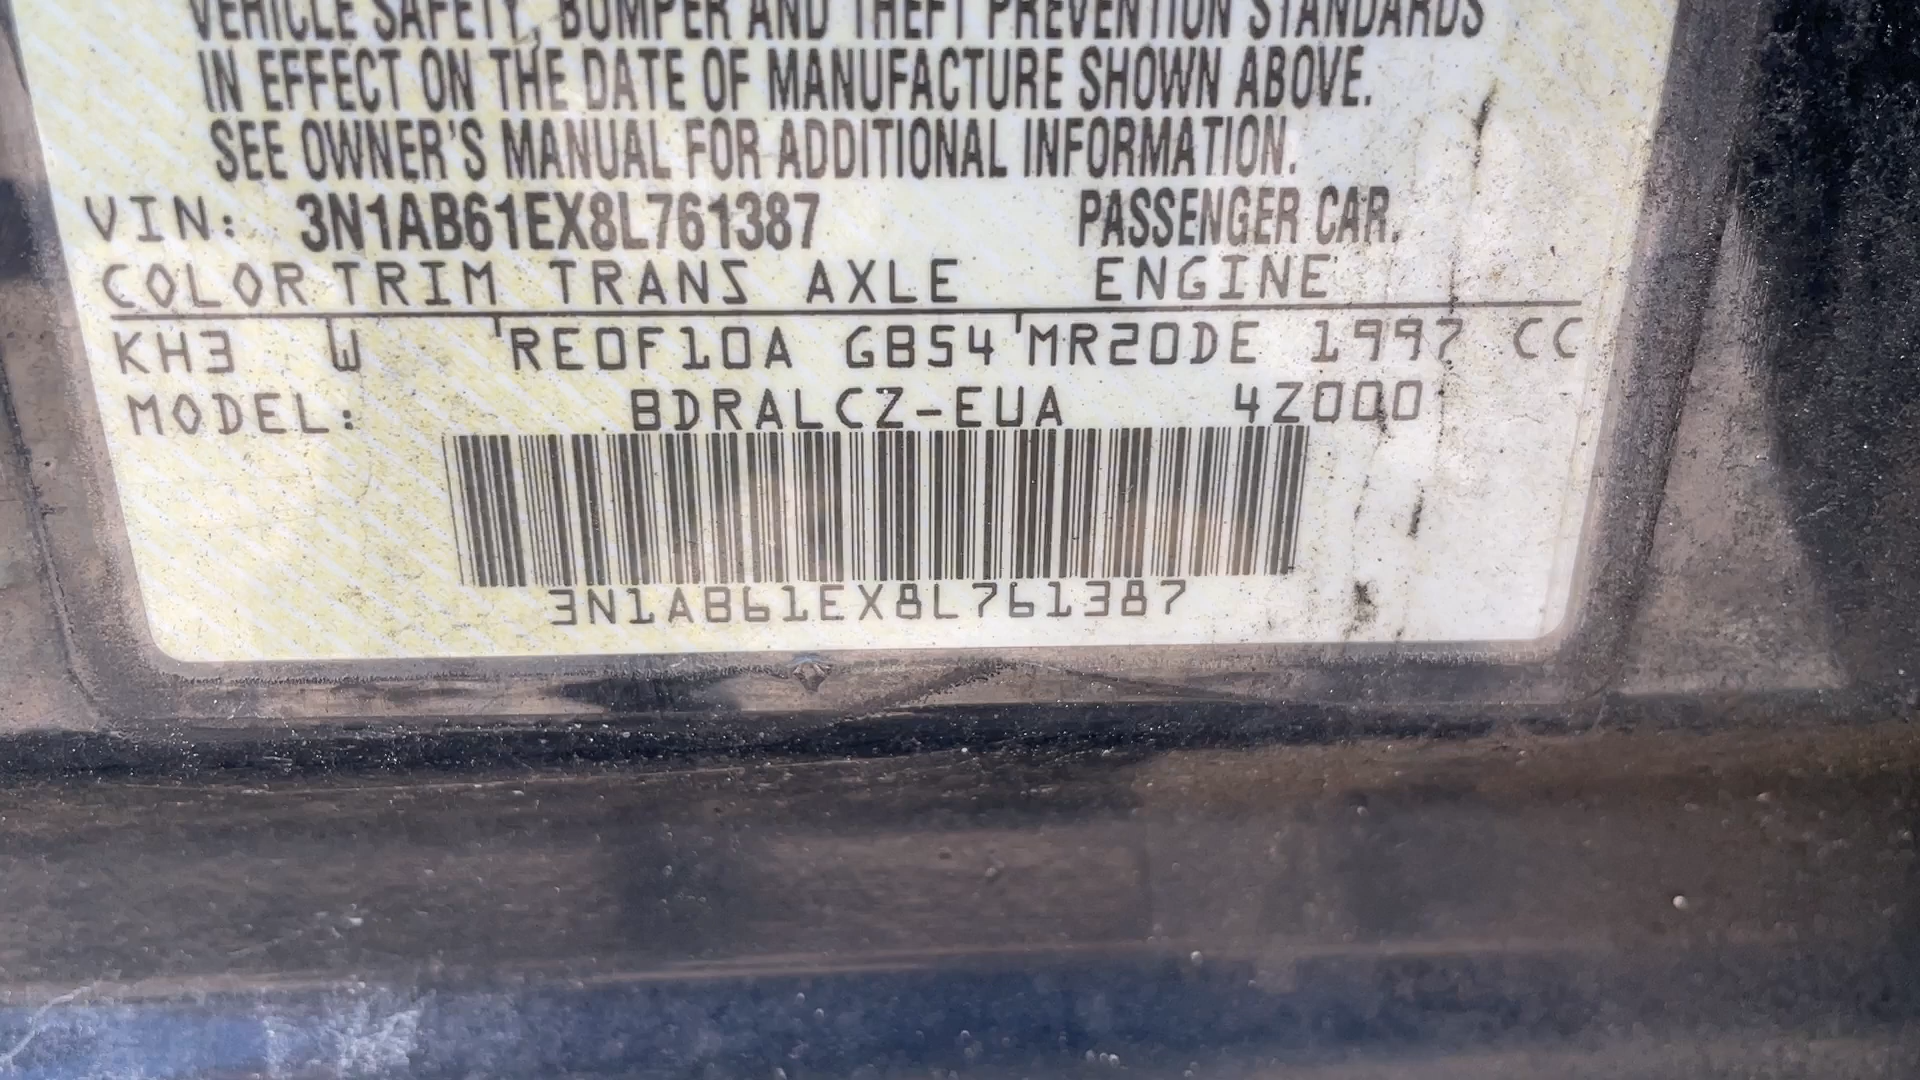 VEHICLE SAFETY, BUMPER AND THEFT PREVENTION STANDARDS
IN EFFECT ON THE DATE OF MANUFACTURE SHOWN ABOVE.
SEE OWNER'S MANUAL FOR ADDITIONAL INFORMATION.
VIN: 3N1AB61EX8L761387 PASSENGER CAR.
COLOR TRIM TRANS AXLE ENGINE
KH3 W RE0F10A GB54 MR20DE 1997 CC
MODEL: BDRALCZ-EUA 4Z000
3N1AB61EX8L761387